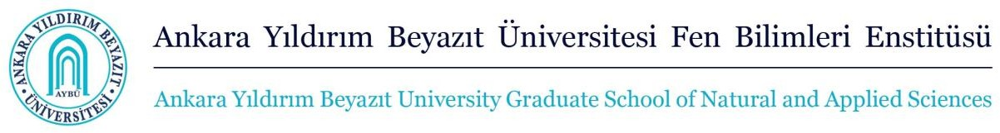 ANKARA YILDIRIM BEYAZIT
AYBÜ
ÜNİVERSİTESİ
Ankara Yıldırım Beyazıt Üniversitesi Fen Bilimleri Enstitüsü
Ankara Yıldırım Beyazıt University Graduate School of Natural and Applied Sciences